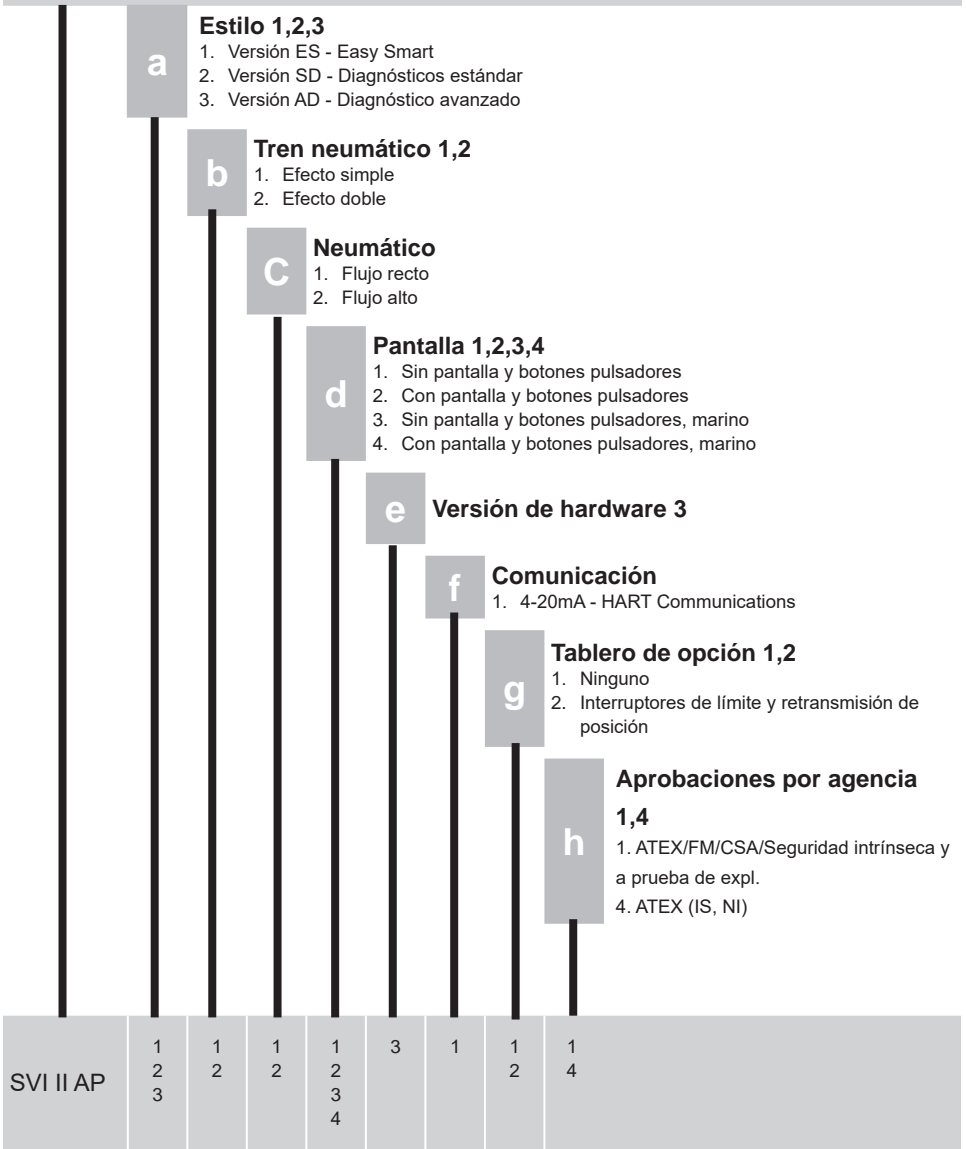 a
Estilo 1,2,3
1. Versión ES - Easy Smart
2. Versión SD - Diagnósticos estándar
3. Versión AD - Diagnóstico avanzado
b
Tren neumático 1,2
1. Efecto simple
2. Efecto doble
C
Neumático
1. Flujo recto
2. Flujo alto
d
Pantalla 1,2,3,4
1. Sin pantalla y botones pulsadores
2. Con pantalla y botones pulsadores
3. Sin pantalla y botones pulsadores, marino
4. Con pantalla y botones pulsadores, marino
e
Versión de hardware 3
f
Comunicación
1. 4-20mA - HART Communications
g
Tablero de opción 1,2
1. Ninguno
2. Interruptores de límite y retransmisión de
posición
h
Aprobaciones por agencia
1,4
1. ATEX/FM/CSA/Seguridad intrínseca y
a prueba de expl.
4. ATEX (IS, NI)
SVI II AP
1
2
3
1
2
1
2
1
2
3
4
3
1
1
2
1
4